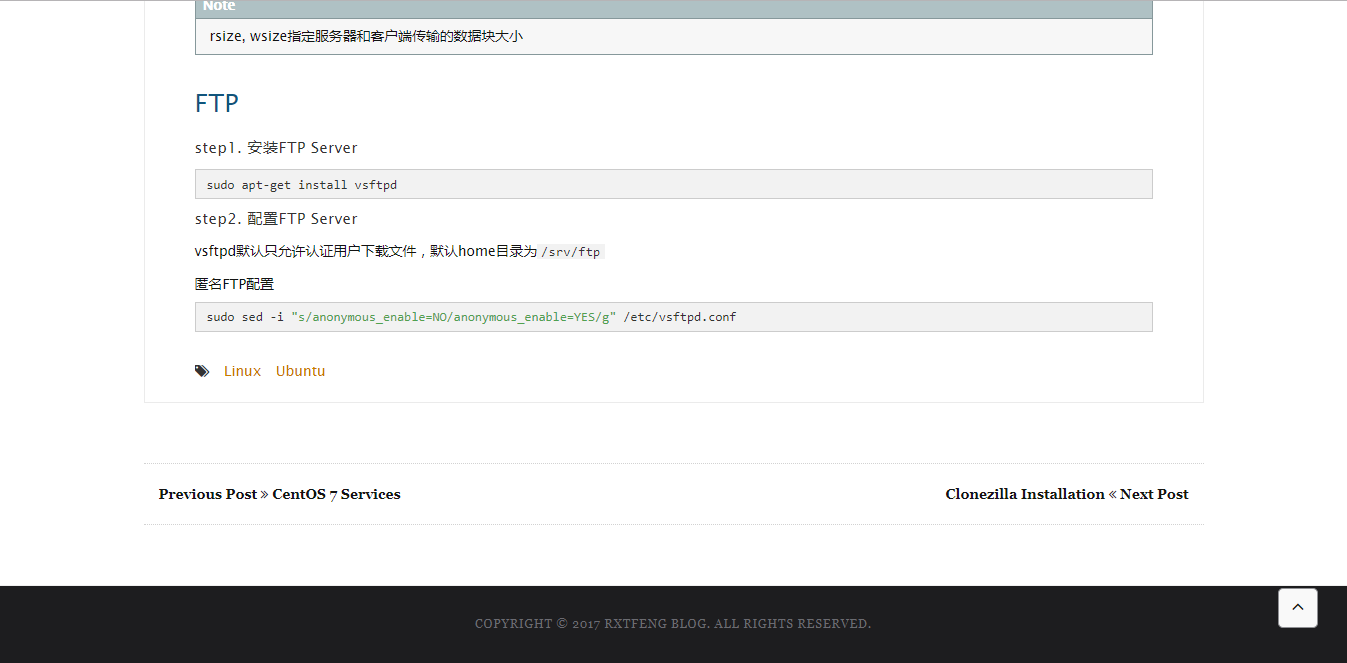 Note
rsize, wsize指定服务器和客户端传输的数据块大小
FTP
step1. 安装FTP Server
sudo apt-get install vsftpd
step2. 配置FTP Server
vsftpd默认只允许认证用户下载文件，默认home目录为 /srv/ftp
匿名FTP配置
sudo sed -i "s/anonymous_enable=NO/anonymous_enable=YES/g" /etc/vsftpd.conf
Linux Ubuntu
Previous Post » CentOS 7 Services
Clonezilla Installation « Next Post
COPYRIGHT © 2017 RXTFENG BLOG. ALL RIGHTS RESERVED.